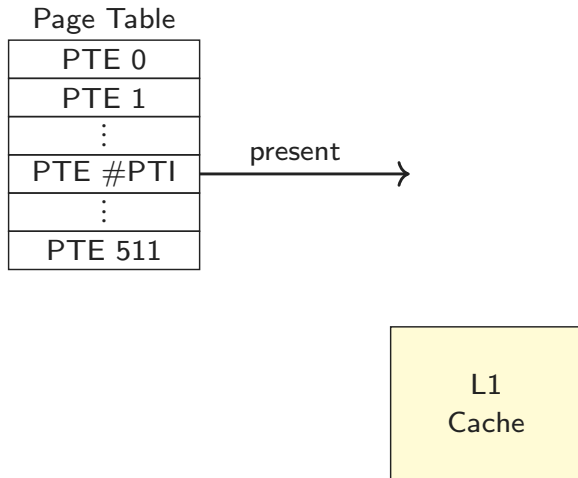 Page Table
PTE 0
PTE 1
⋮
PTE #PTI
present
⋮
PTE 511
L1
Cache